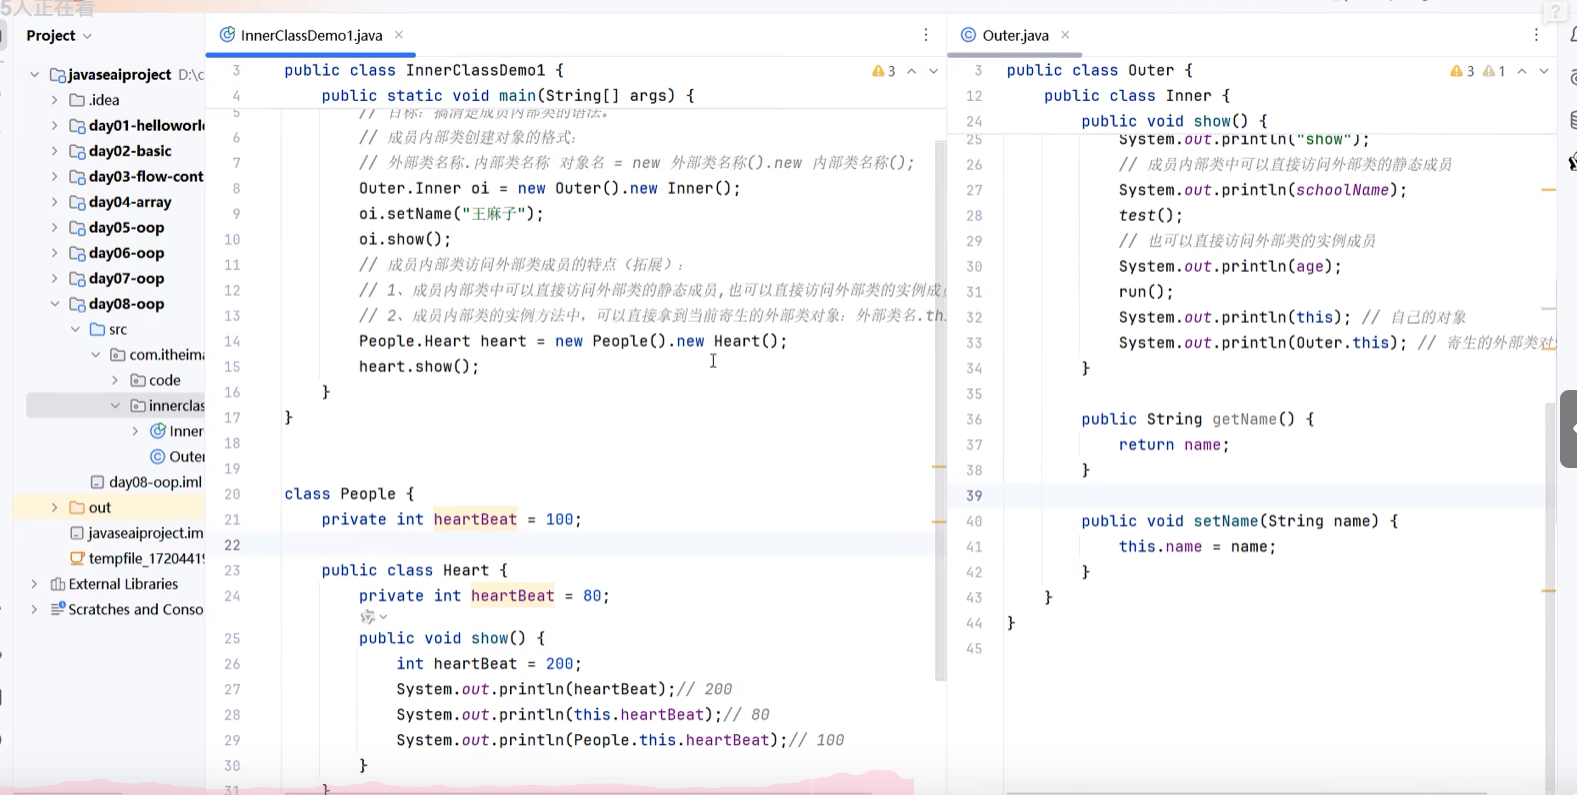 5人正在看
Project
javaseaiproject D:\c
.idea
day01-helloworl
day02-basic
day03-flow-cont
day04-array
day05-oop
day06-oop
day07-oop
day08-oop
src
com.itheima
code
innerclas
Inner
Outer
day08-oop.iml
out
javaseaiproject.im
tempfile_1720441
External Libraries
Scratches and Conso
InnerClassDemo1.java
3
3 public class InnerClassDemo1 {
4 public static void main(String[] args) {
5 // 目标：搞清楚成员内部类的语法。
6 // 成员内部类创建对象的格式：
7 // 外部类名称.内部类名称 对象名 = new 外部类名称().new 内部类名称();
8 Outer.Inner oi = new Outer().new Inner();
9 oi.setName("王麻子");
10 oi.show();
11 // 成员内部类访问外部类成员的特点（拓展）：
12 // 1、成员内部类中可以直接访问外部类的静态成员,也可以直接访问外部类的实例成
13 // 2、成员内部类的实例方法中，可以直接拿到当前寄生的外部类对象：外部类名.th
14 People.Heart heart = new People().new Heart();
15 heart.show();
16 }
17 }
18
19
20 class People {
21 private int heartBeat = 100;
22
23 public class Heart {
24 private int heartBeat = 80;
25 public void show() {
26 int heartBeat = 200;
27 System.out.println(heartBeat);// 200
28 System.out.println(this.heartBeat);// 80
29 System.out.println(People.this.heartBeat);// 100
30 }
31 }
Outer.java
3 1
3 public class Outer {
12 public class Inner {
24 public void show() {
25 System.out.println("show");
26 // 成员内部类中可以直接访问外部类的静态成员
27 System.out.println(schoolName);
28 test();
29 // 也可以直接访问外部类的实例成员
30 System.out.println(age);
31 run();
32 System.out.println(this); // 自己的对象
33 System.out.println(Outer.this); // 寄生的外部类对
34 }
35
36 public String getName() {
37 return name;
38 }
39
40 public void setName(String name) {
41 this.name = name;
42 }
43 }
44 }
45